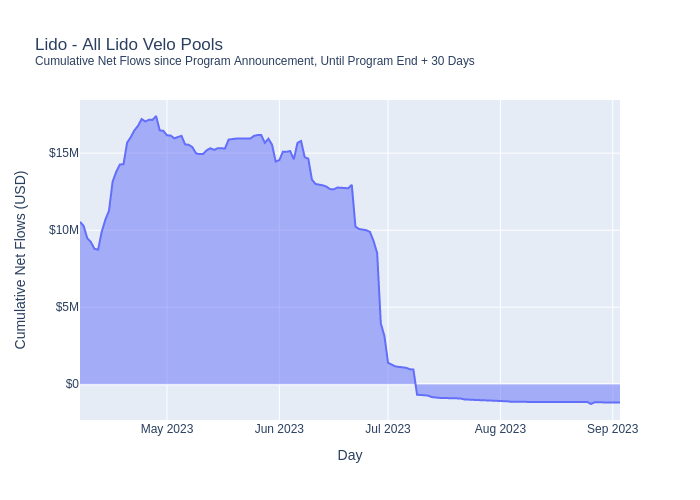 Lido - All Lido Velo Pools
Cumulative Net Flows since Program Announcement, Until Program End + 30 Days
Cumulative Net Flows (USD)
$15M
$10M
$5M
$0
May 2023
Jun 2023
Jul 2023
Aug 2023
Sep 2023
Day